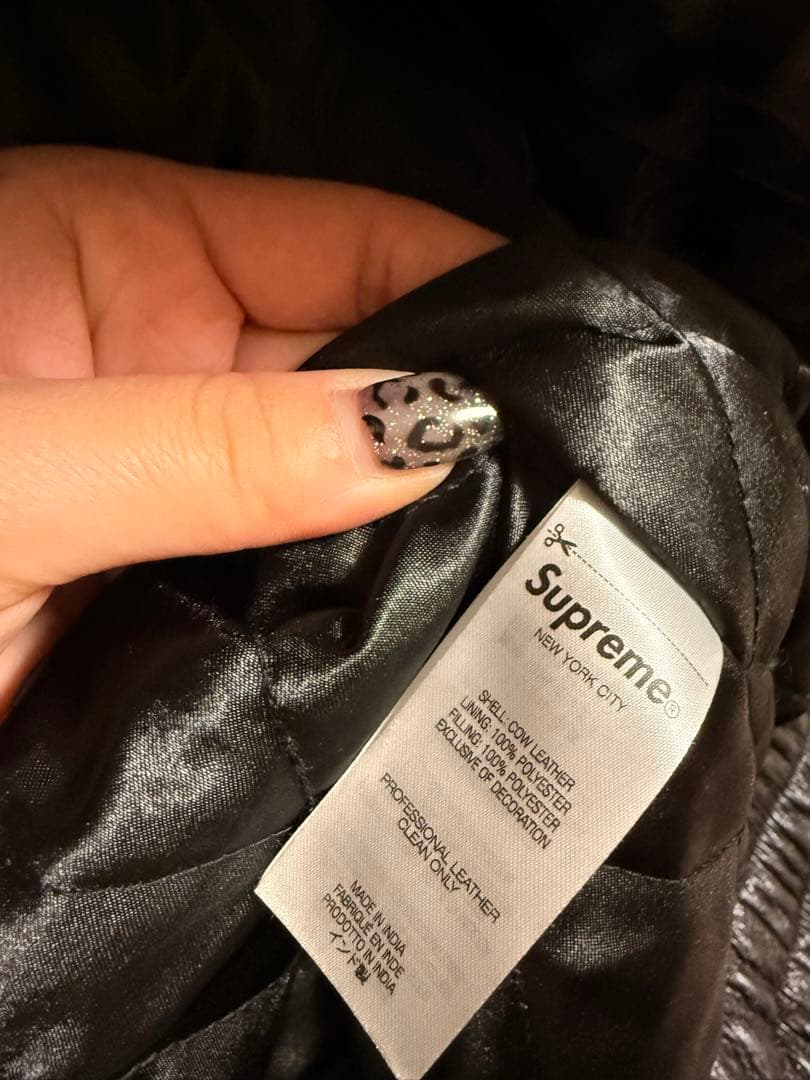 Supreme®
NEW YORK CITY
SHELL: COW LEATHER
LINING: 100% POLYESTER
FILLING: 100% POLYESTER
EXCLUSIVE OF DECORATION
PROFESSIONAL LEATHER
CLEAN ONLY
MADE IN INDIA
FABRIQUÉ EN INDE
PRODOTTO IN INDIA
インド製